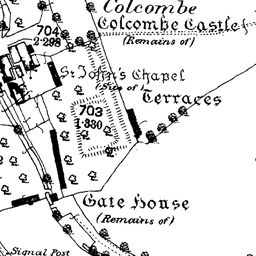 Colcombe
Colcombe Castle
(Remains of)
704
2·298
St John's Chapel
(Site of)
Terraces
703
1·330
Gate House
(Remains of)
Signal Post